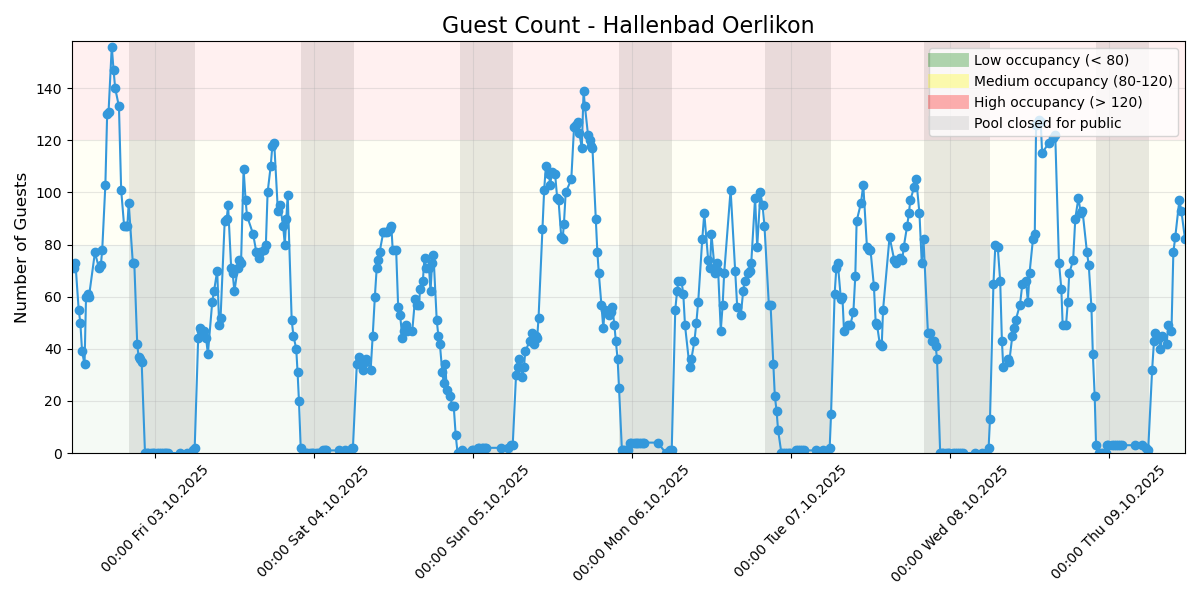 Guest Count - Hallenbad Oerlikon
Low occupancy (< 80)
Medium occupancy (80-120)
High occupancy (> 120)
Pool closed for public
Number of Guests
140
120
100
80
60
40
20
0
00:00 Fri 03.10.2025
00:00 Sat 04.10.2025
00:00 Sun 05.10.2025
00:00 Mon 06.10.2025
00:00 Tue 07.10.2025
00:00 Wed 08.10.2025
00:00 Thu 09.10.2025